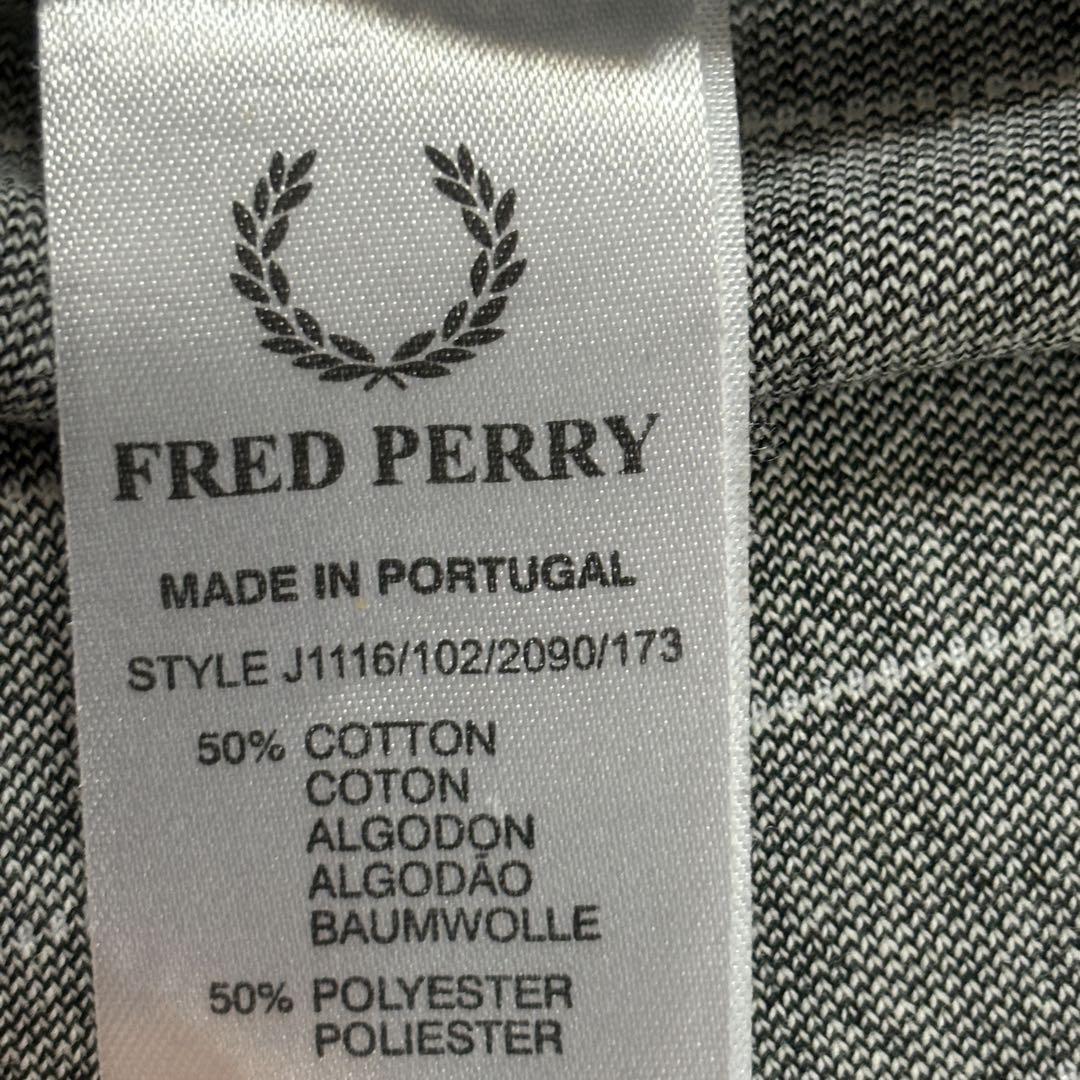 FRED PERRY
MADE IN PORTUGAL
STYLE J1116/102/2090/173
50% COTTON
COTON
ALGODON
ALGODÃO
BAUMWOLLE
50% POLYESTER
POLIESTER